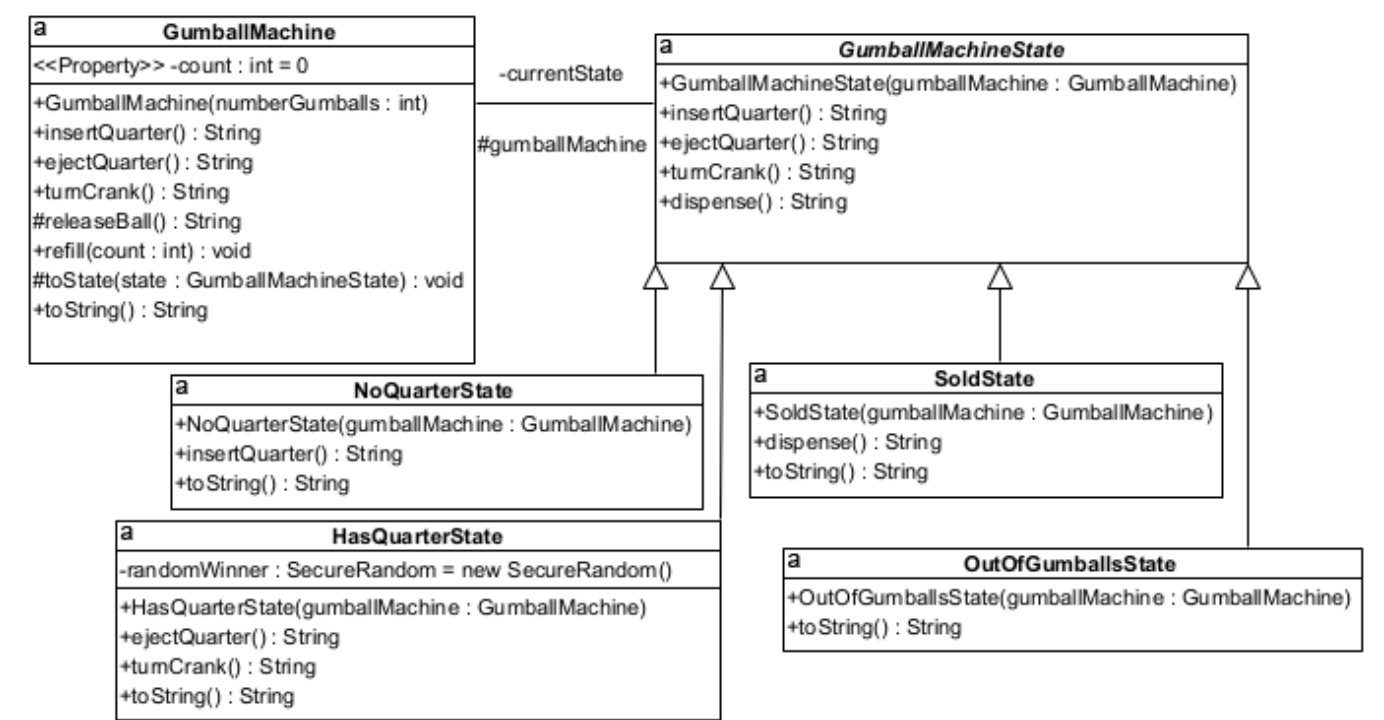 a
GumballMachine
<<Property>> -count : int = 0
+GumballMachine(numberGumballs : int)
+insertQuarter() : String
+ejectQuarter() : String
+turnCrank() : String
#releaseBall() : String
+refill(count : int) : void
#toState(state : GumballMachineState) : void
+toString() : String
-currentState
#gumballMachine
a
GumballMachineState
+GumballMachineState(gumballMachine : GumballMachine)
+insertQuarter() : String
+ejectQuarter() : String
+turnCrank() : String
+dispense() : String
a
NoQuarterState
+NoQuarterState(gumballMachine : GumballMachine)
+insertQuarter() : String
+toString() : String
a
SoldState
+SoldState(gumballMachine : GumballMachine)
+dispense() : String
+toString() : String
a
HasQuarterState
-randomWinner : SecureRandom = new SecureRandom()
+HasQuarterState(gumballMachine : GumballMachine)
+ejectQuarter() : String
+turnCrank() : String
+toString() : String
a
OutOfGumballsState
+OutOfGumballsState(gumballMachine : GumballMachine)
+toString() : String